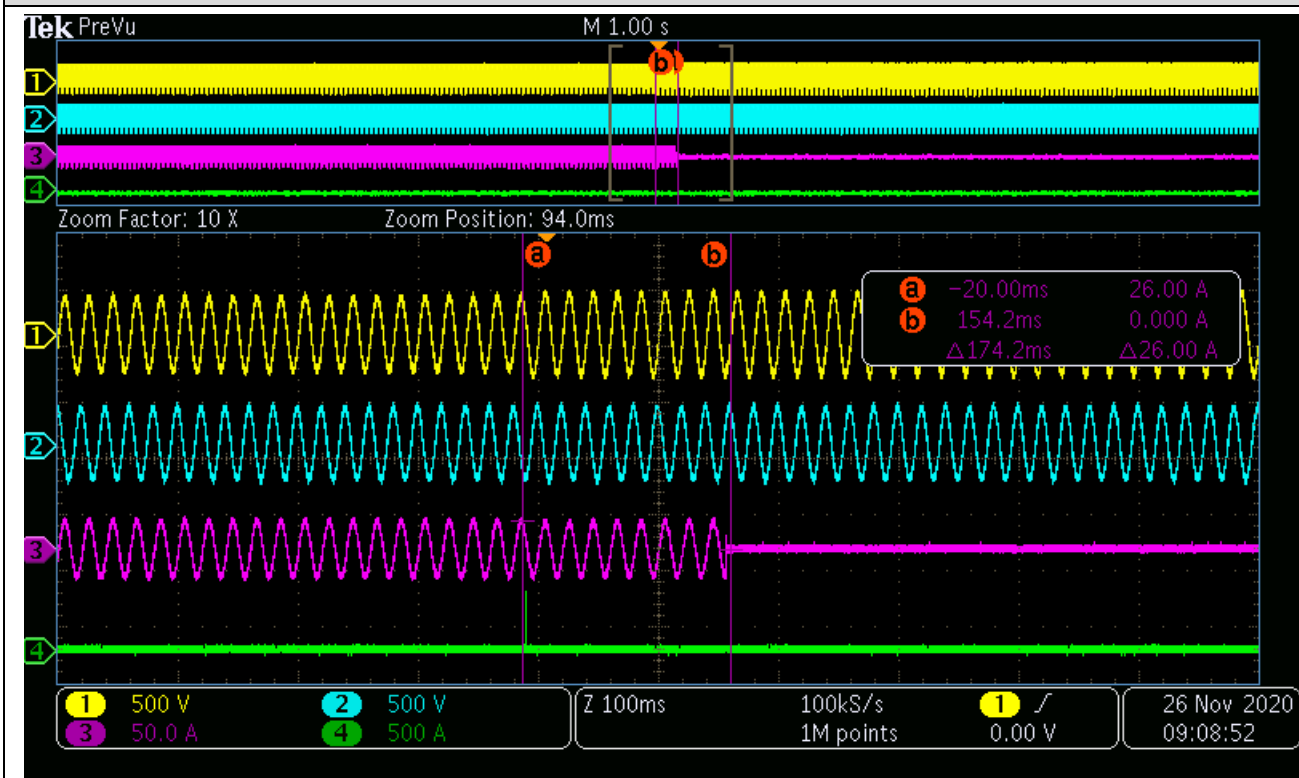 Tek PreVu M 1.00 s
b
1
2
3
4
Zoom Factor: 10 X Zoom Position: 94.0ms
a b
a -20.00ms 26.00 A
b 154.2ms 0.000 A
△174.2ms △26.00 A
1
2
3
4
1 500 V 2 500 V Z 100ms 100kS/s 1 26 Nov 2020
3 50.0 A 4 500 A 1M points 0.00 V 09:08:52